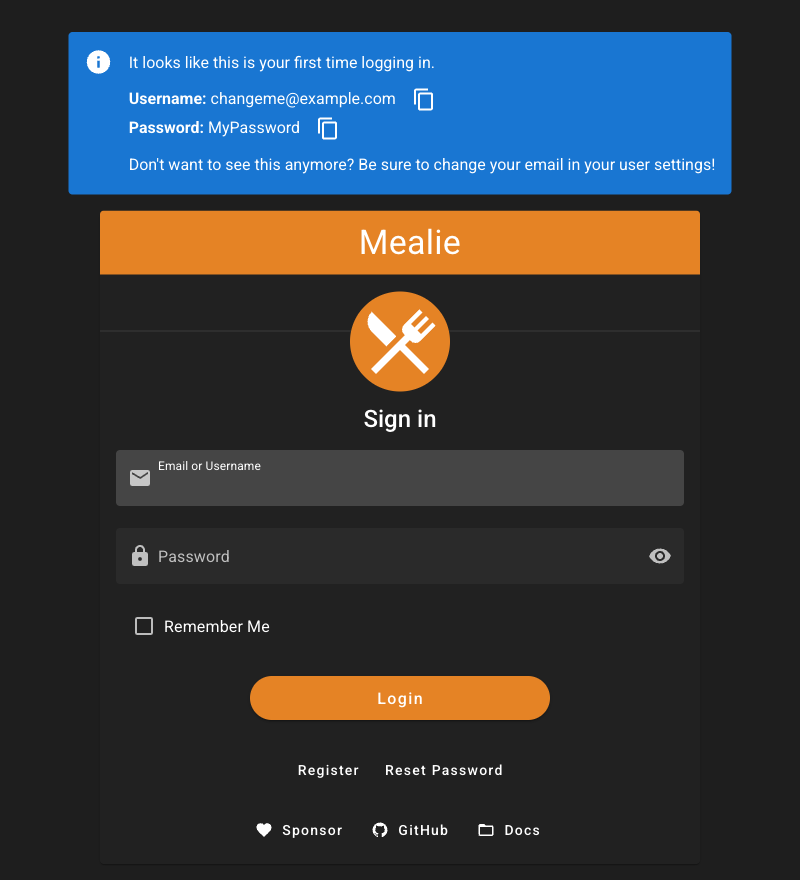 It looks like this is your first time logging in.
Username: changeme@example.com
Password: MyPassword
Don't want to see this anymore? Be sure to change your email in your user settings!
Mealie
Sign in
Email or Username
Password
Remember Me
Login
Register Reset Password
Sponsor GitHub Docs